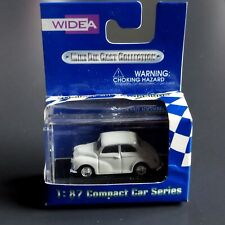 WIDEA
Mini Die Cast Collection
WARNING:
CHOKING HAZARD
1:87 Compact Car Series